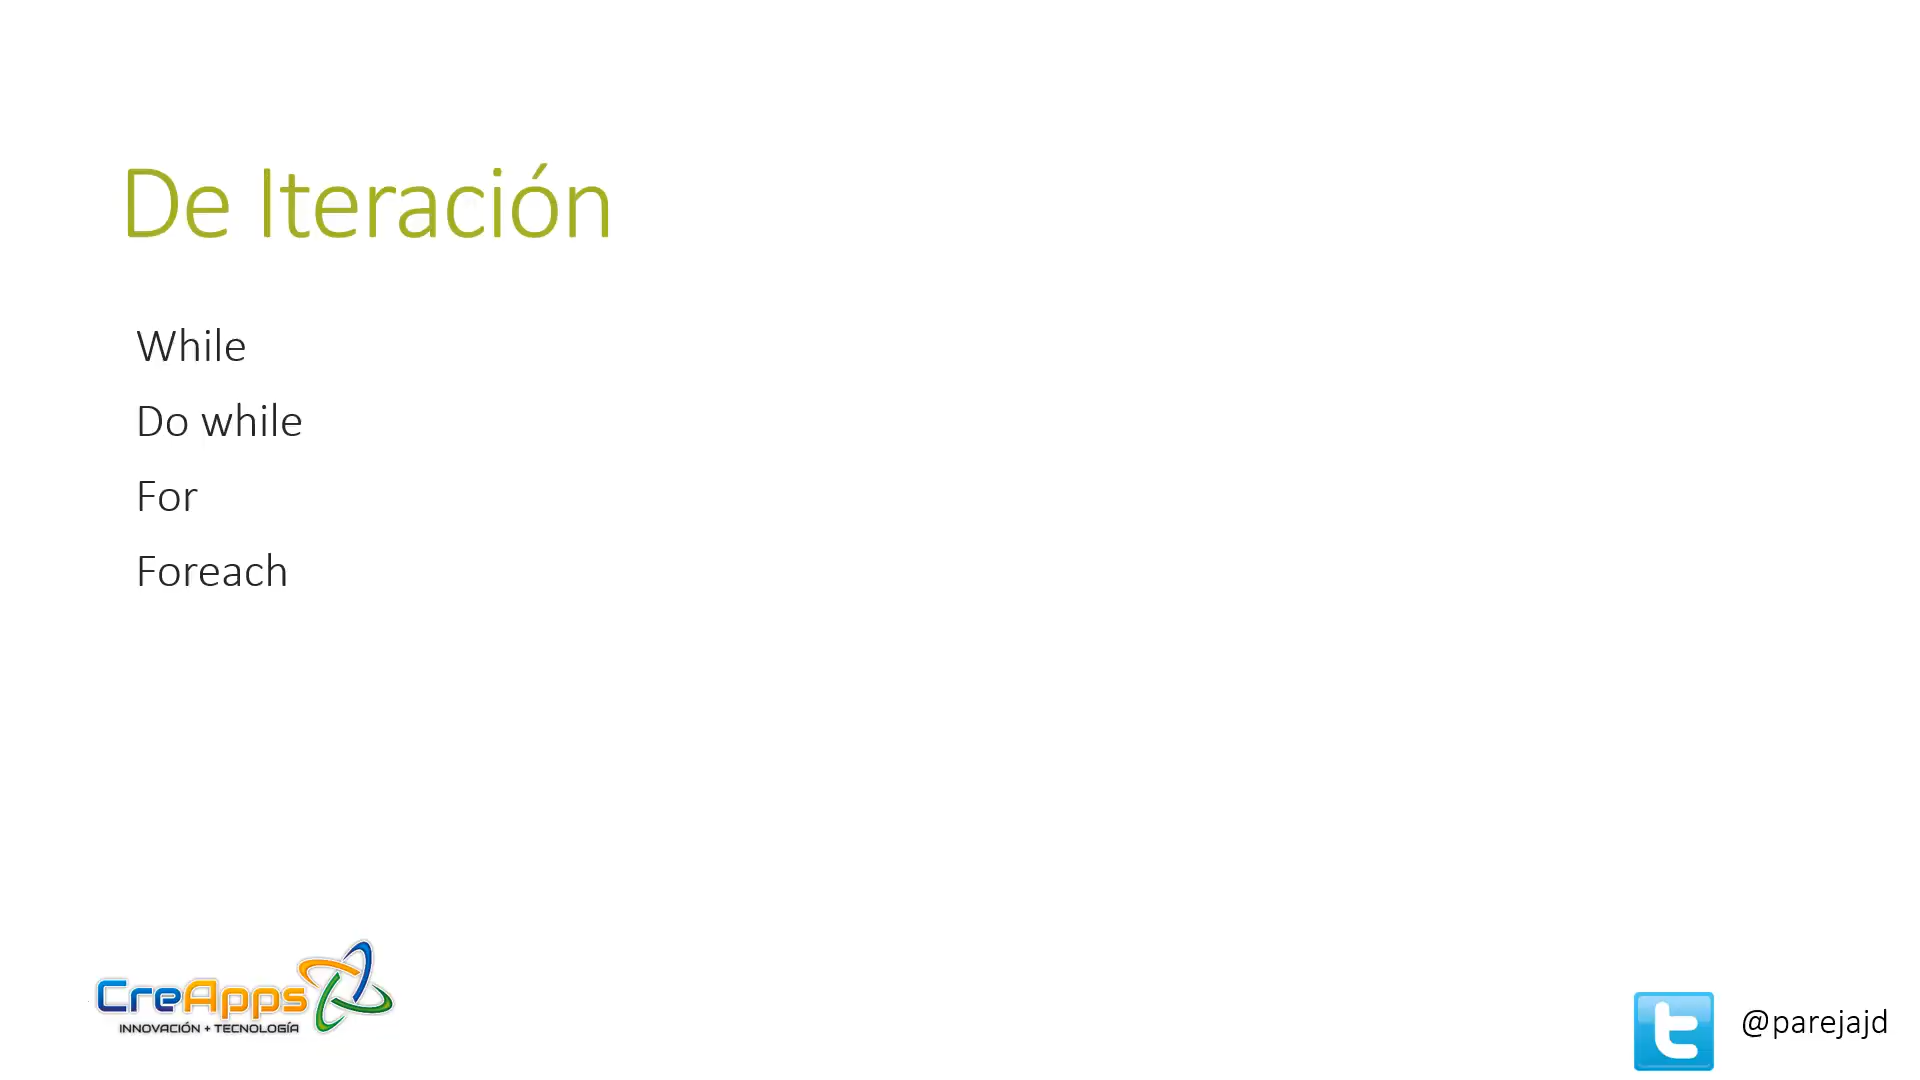 De Iteración
While
Do while
For
Foreach
CreApps
INNOVACIÓN + TECNOLOGÍA
@parejajd